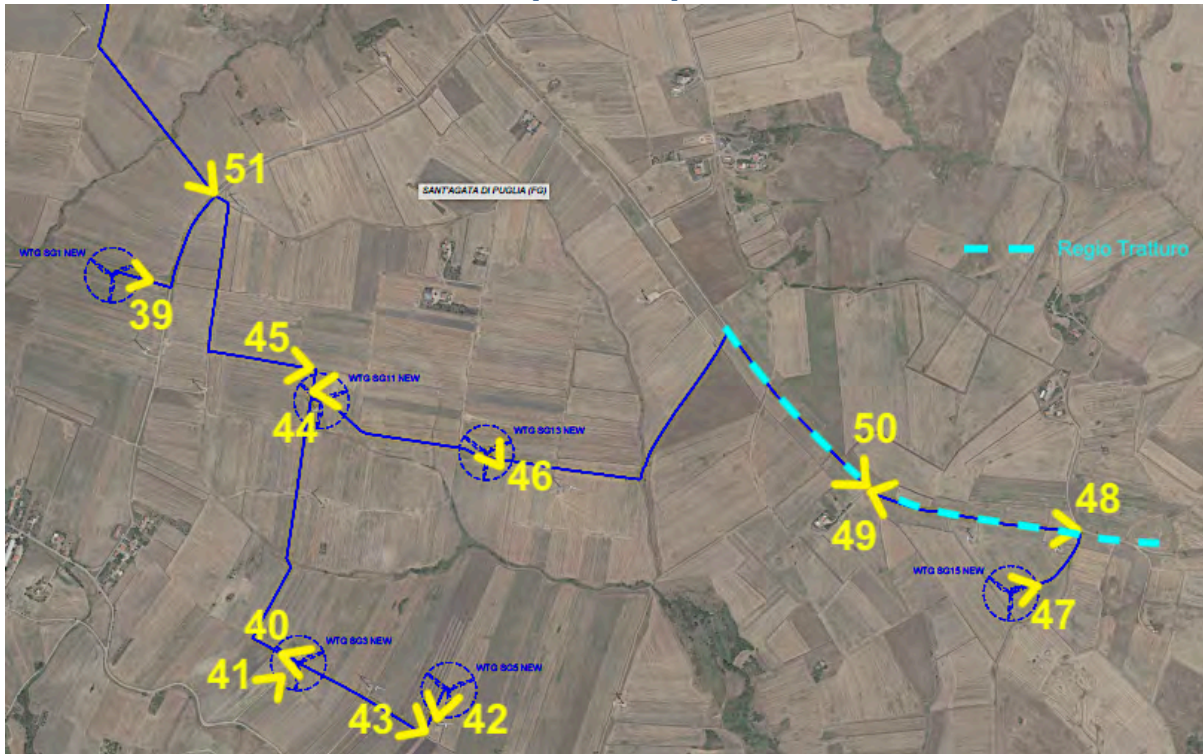 51
SANT'AGATA DI PUGLIA (FG)
WTG SG1 NEW
Regio Tratturo
39
45
WTG SG11 NEW
44
WTG SG13 NEW
46
50
49
48
WTG SG15 NEW
47
40
WTG SG3 NEW
41
WTG SG5 NEW
43
42